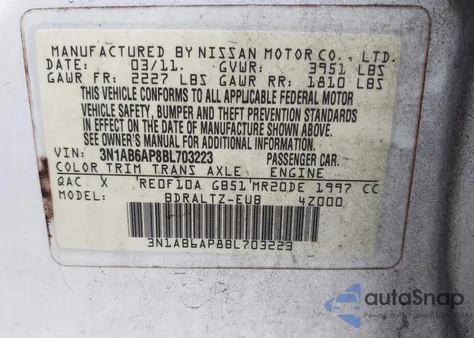 MANUFACTURED BY NISSAN MOTOR CO., LTD.
DATE: 03/11. GVWR: 3951 LBS
GAWR FR: 2227 LBS GAWR RR: 1810 LBS
THIS VEHICLE CONFORMS TO ALL APPLICABLE FEDERAL MOTOR
VEHICLE SAFETY, BUMPER AND THEFT PREVENTION STANDARDS
IN EFFECT ON THE DATE OF MANUFACTURE SHOWN ABOVE. SEE
OWNER'S MANUAL FOR ADDITIONAL INFORMATION.
VIN: 3N1AB6AP8BL703223 PASSENGER CAR.
COLOR TRIM TRANS AXLE ENGINE
QAC X RE0F10A GB51 MR20DE 1997 CC
BDRALTZ-EUB 4Z000
3N1AB6AP8BL703223
autoSnap